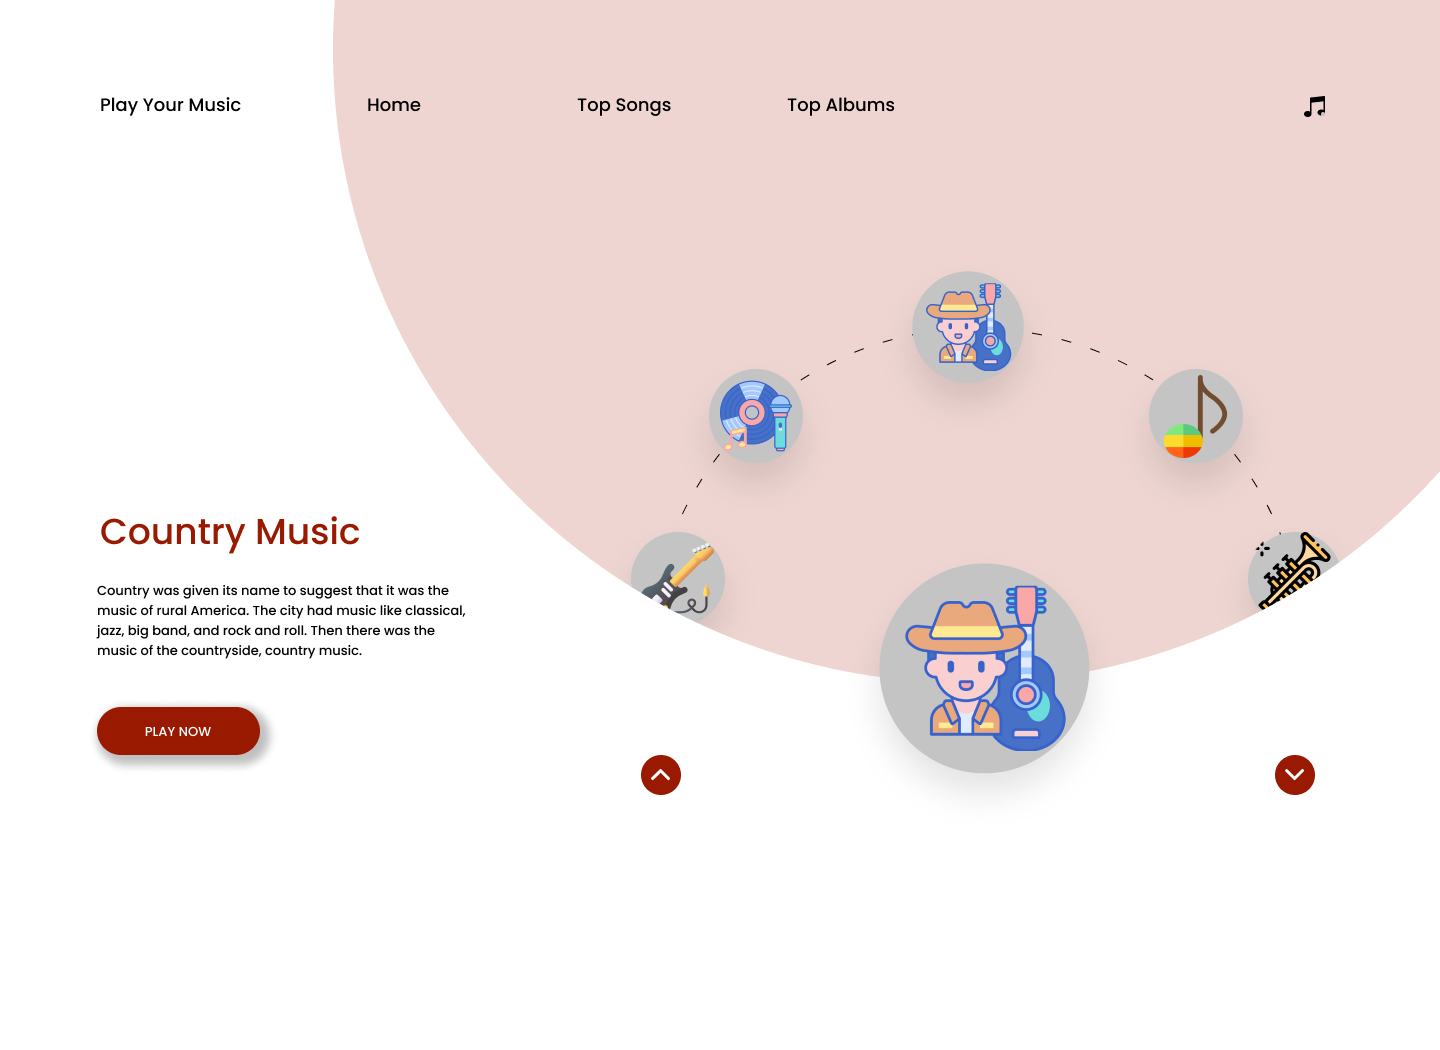 Play Your Music
Home
Top Songs
Top Albums
Country Music
Country was given its name to suggest that it was the
music of rural America. The city had music like classical,
jazz, big band, and rock and roll. Then there was the
music of the countryside, country music.
PLAY NOW